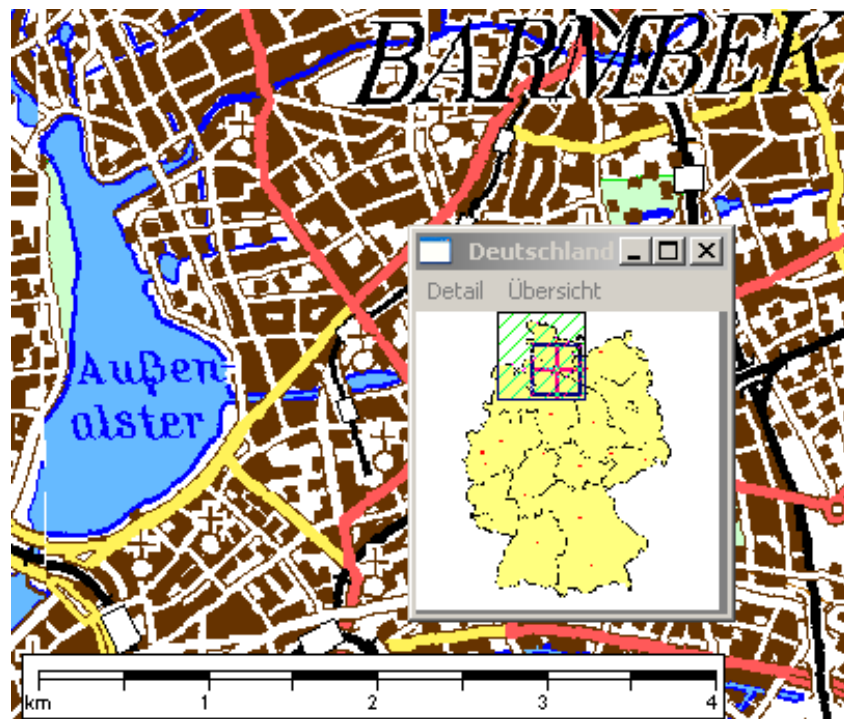 BARMBEK
Deutschland
Detail Übersicht
Außen-
alster
km 1 2 3 4